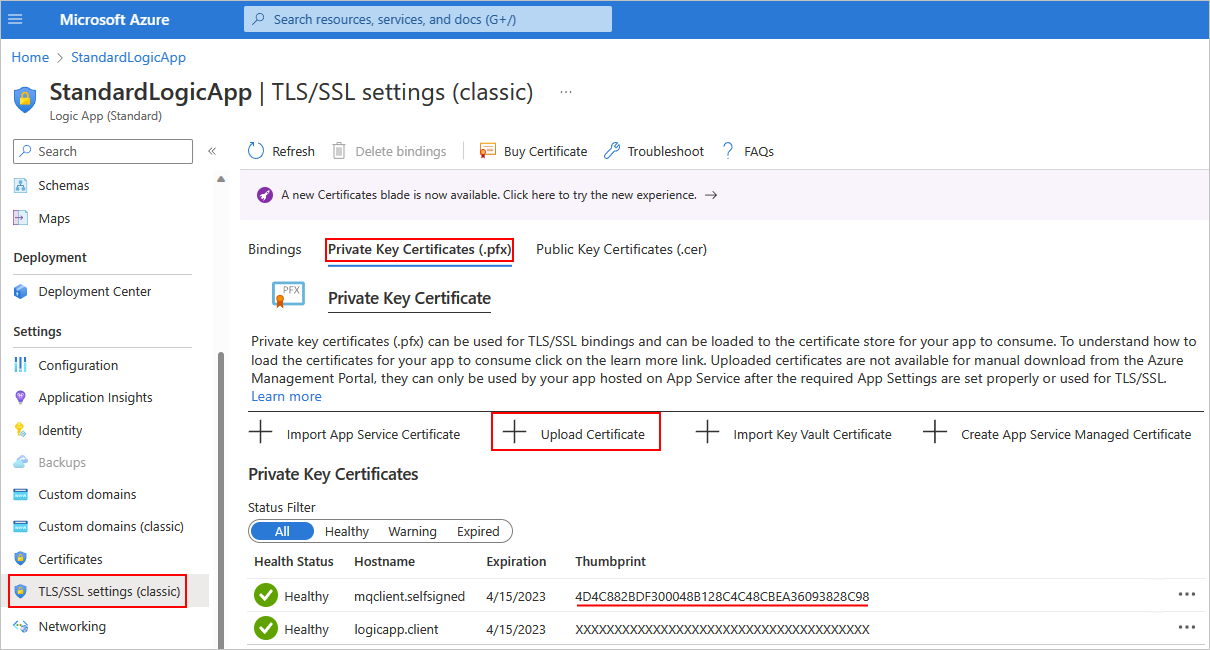 Microsoft Azure
Search resources, services, and docs (G+/)
Home > StandardLogicApp
StandardLogicApp | TLS/SSL settings (classic) ...
Logic App (Standard)
Search «
Schemas
Maps
Deployment
Deployment Center
Settings
Configuration
Application Insights
Identity
Backups
Custom domains
Custom domains (classic)
Certificates
TLS/SSL settings (classic)
Networking
Refresh Delete bindings Buy Certificate Troubleshoot ? FAQs
A new Certificates blade is now available. Click here to try the new experience. →
Bindings Private Key Certificates (.pfx) Public Key Certificates (.cer)
PFX
Private Key Certificate
Private key certificates (.pfx) can be used for TLS/SSL bindings and can be loaded to the certificate store for your app to consume. To understand how to
load the certificates for your app to consume click on the learn more link. Uploaded certificates are not available for manual download from the Azure
Management Portal, they can only be used by your app hosted on App Service after the required App Settings are set properly or used for TLS/SSL.
Learn more
Import App Service Certificate Upload Certificate Import Key Vault Certificate Create App Service Managed Certificate
Private Key Certificates
Status Filter
All Healthy Warning Expired
Health Status Hostname Expiration Thumbprint
Healthy mqclient.selfsigned 4/15/2023 4D4C882BDF300048B128C4C48CBEA36093828C98 ...
Healthy logicapp.client 4/15/2023 XXXXXXXXXXXXXXXXXXXXXXXXXXXXXXXXXXXXXX ...